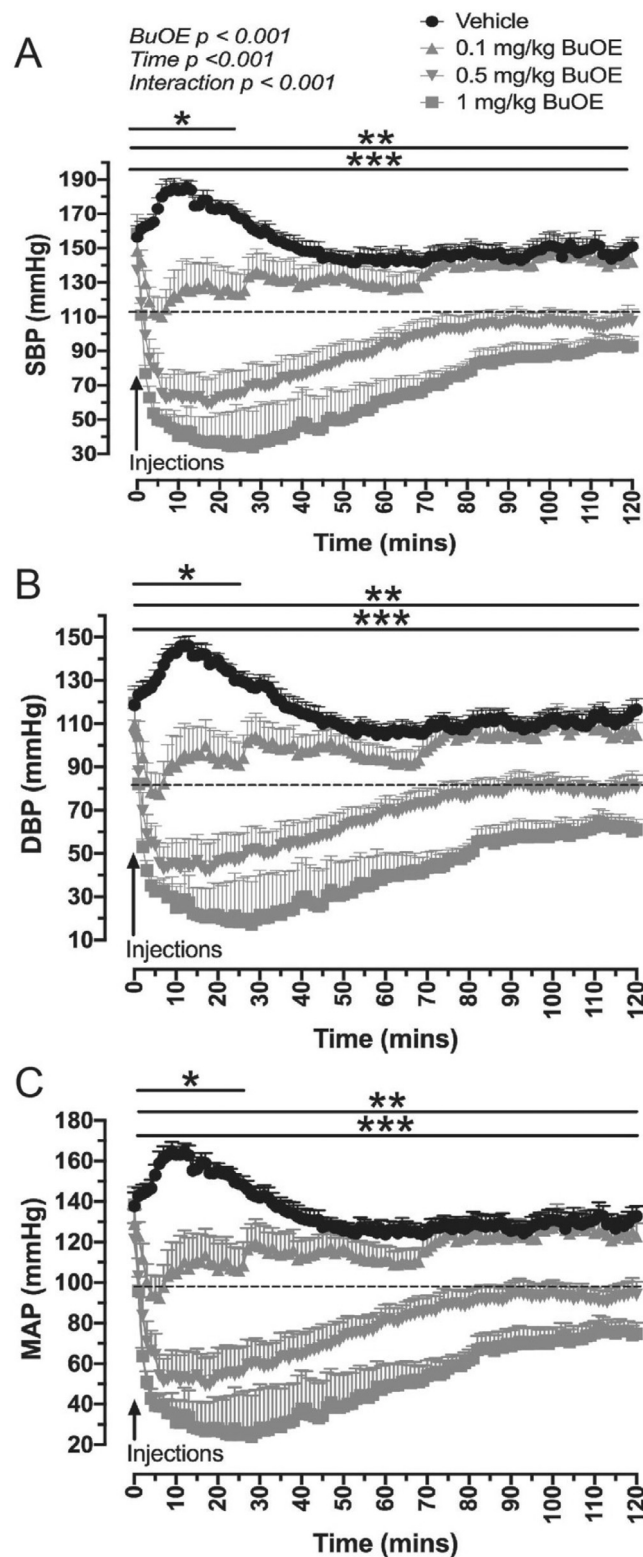 A
BuOE p < 0.001
Time p <0.001
Interaction p < 0.001
Vehicle
0.1 mg/kg BuOE
0.5 mg/kg BuOE
1 mg/kg BuOE
*
**
***
SBP (mmHg)
190
170
150
130
110
90
70
50
30
Injections
0 10 20 30 40 50 60 70 80 90 100 110 120
Time (mins)
B
*
**
***
DBP (mmHg)
150
130
110
90
70
50
30
10
Injections
0 10 20 30 40 50 60 70 80 90 100 110 120
Time (mins)
C
*
**
***
MAP (mmHg)
180
160
140
120
100
80
60
40
20
Injections
0 10 20 30 40 50 60 70 80 90 100 110 120
Time (mins)